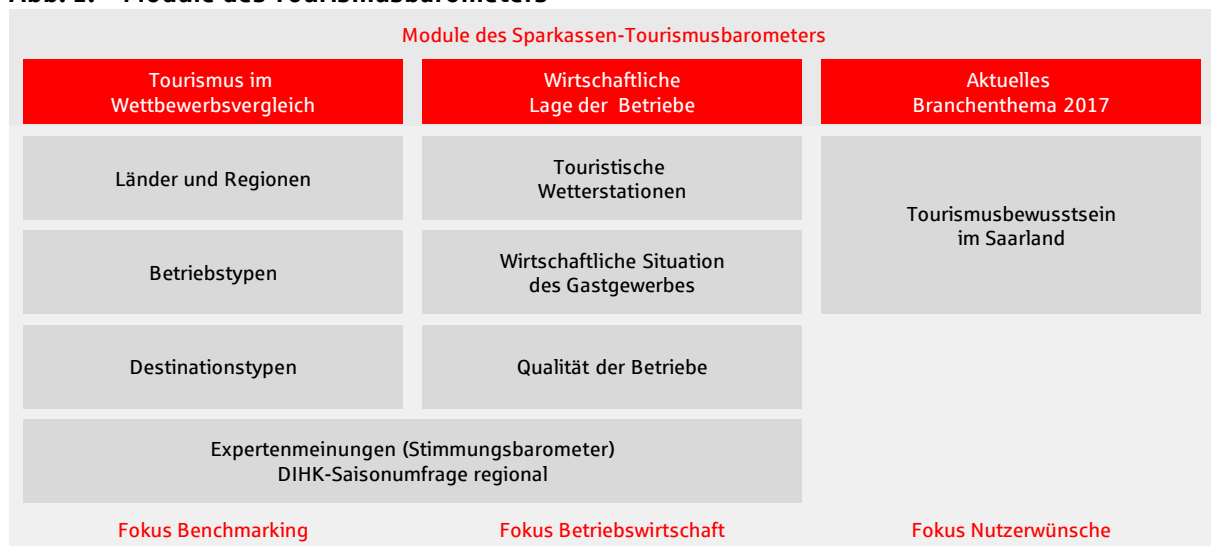 Module des Sparkassen-Tourismusbarometers
Tourismus im
Wettbewerbsvergleich
Wirtschaftliche
Lage der Betriebe
Aktuelles
Branchenthema 2017
Länder und Regionen
Touristische
Wetterstationen
Tourismusbewusstsein
im Saarland
Betriebstypen
Wirtschaftliche Situation
des Gastgewerbes
Destinationstypen
Qualität der Betriebe
Expertenmeinungen (Stimmungsbarometer)
DIHK-Saisonumfrage regional
Fokus Benchmarking
Fokus Betriebswirtschaft
Fokus Nutzerwünsche